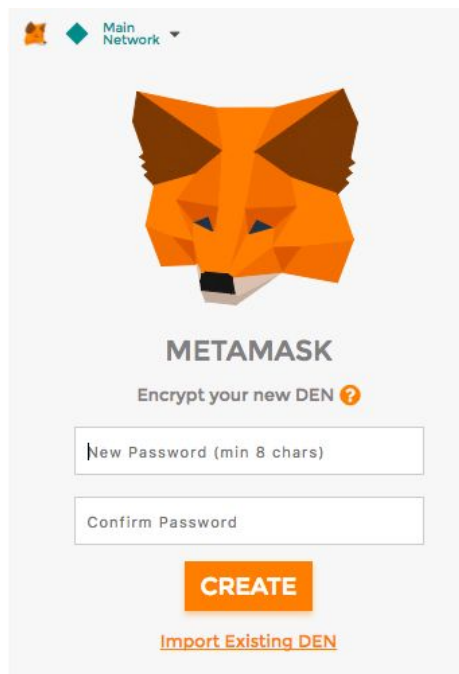 Main
Network
METAMASK
Encrypt your new DEN ?
New Password (min 8 chars)
Confirm Password
CREATE
Import Existing DEN